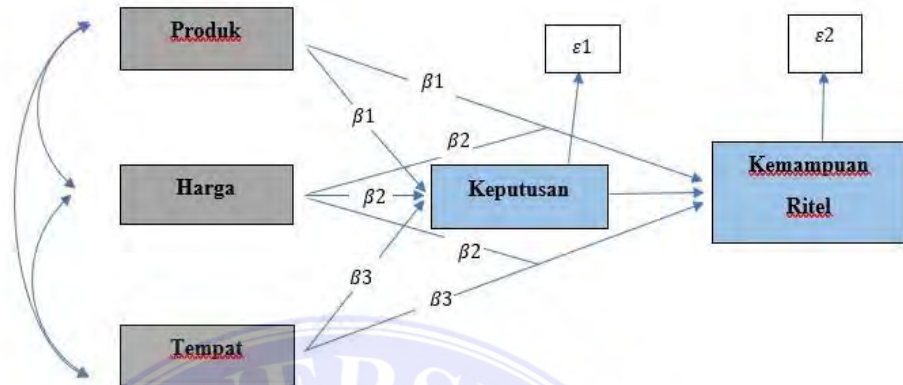 Produk
ε1
ε2
β1
β1
β2
Harga
β2
Keputusan
Kemampuan
Ritel
β2
β3
β3
Tempat